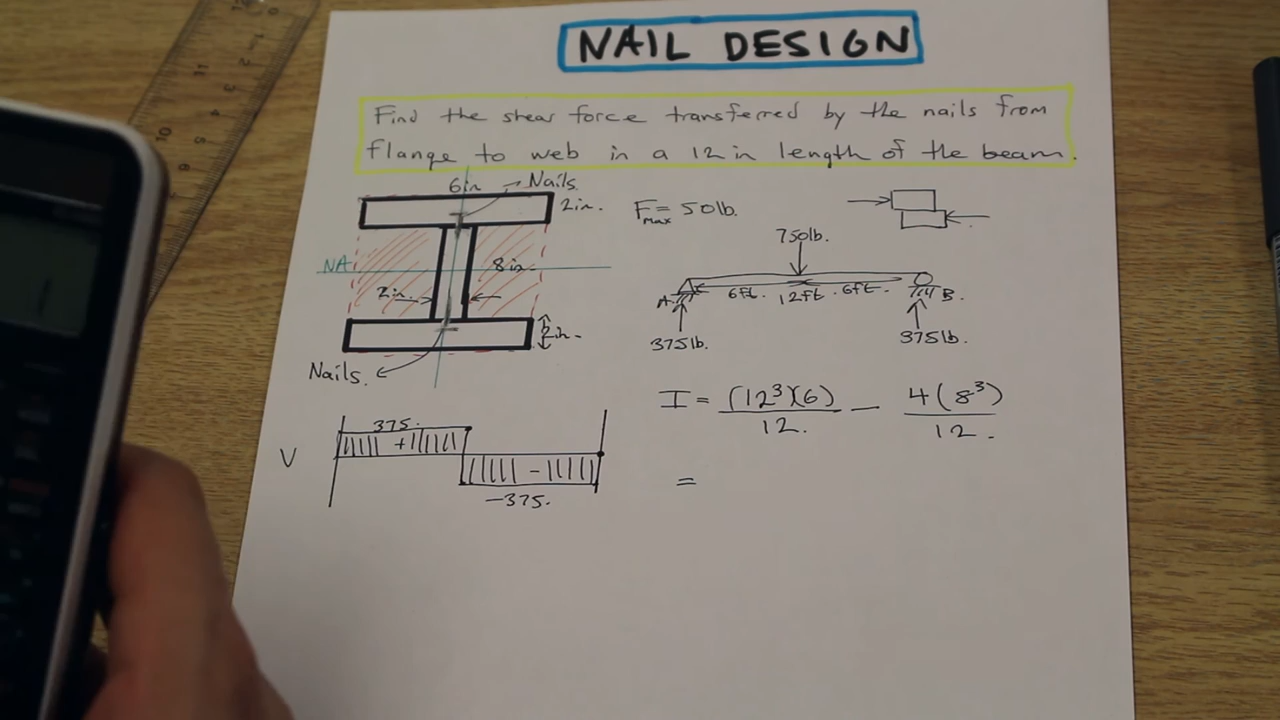 NAIL DESIGN
Find the shear force transferred by the nails from
flange to web in a 12 in length of the beam.
6in Nails.
2in.
NA
8in
2in
2in.
Nails.
Fmax = 50lb.
750lb.
A
6ft. 12ft. 6ft.
B.
375lb.
375lb.
I = (12³)(6) / 12. - 4(8³) / 12.
=
V
375.
+
-
-375.